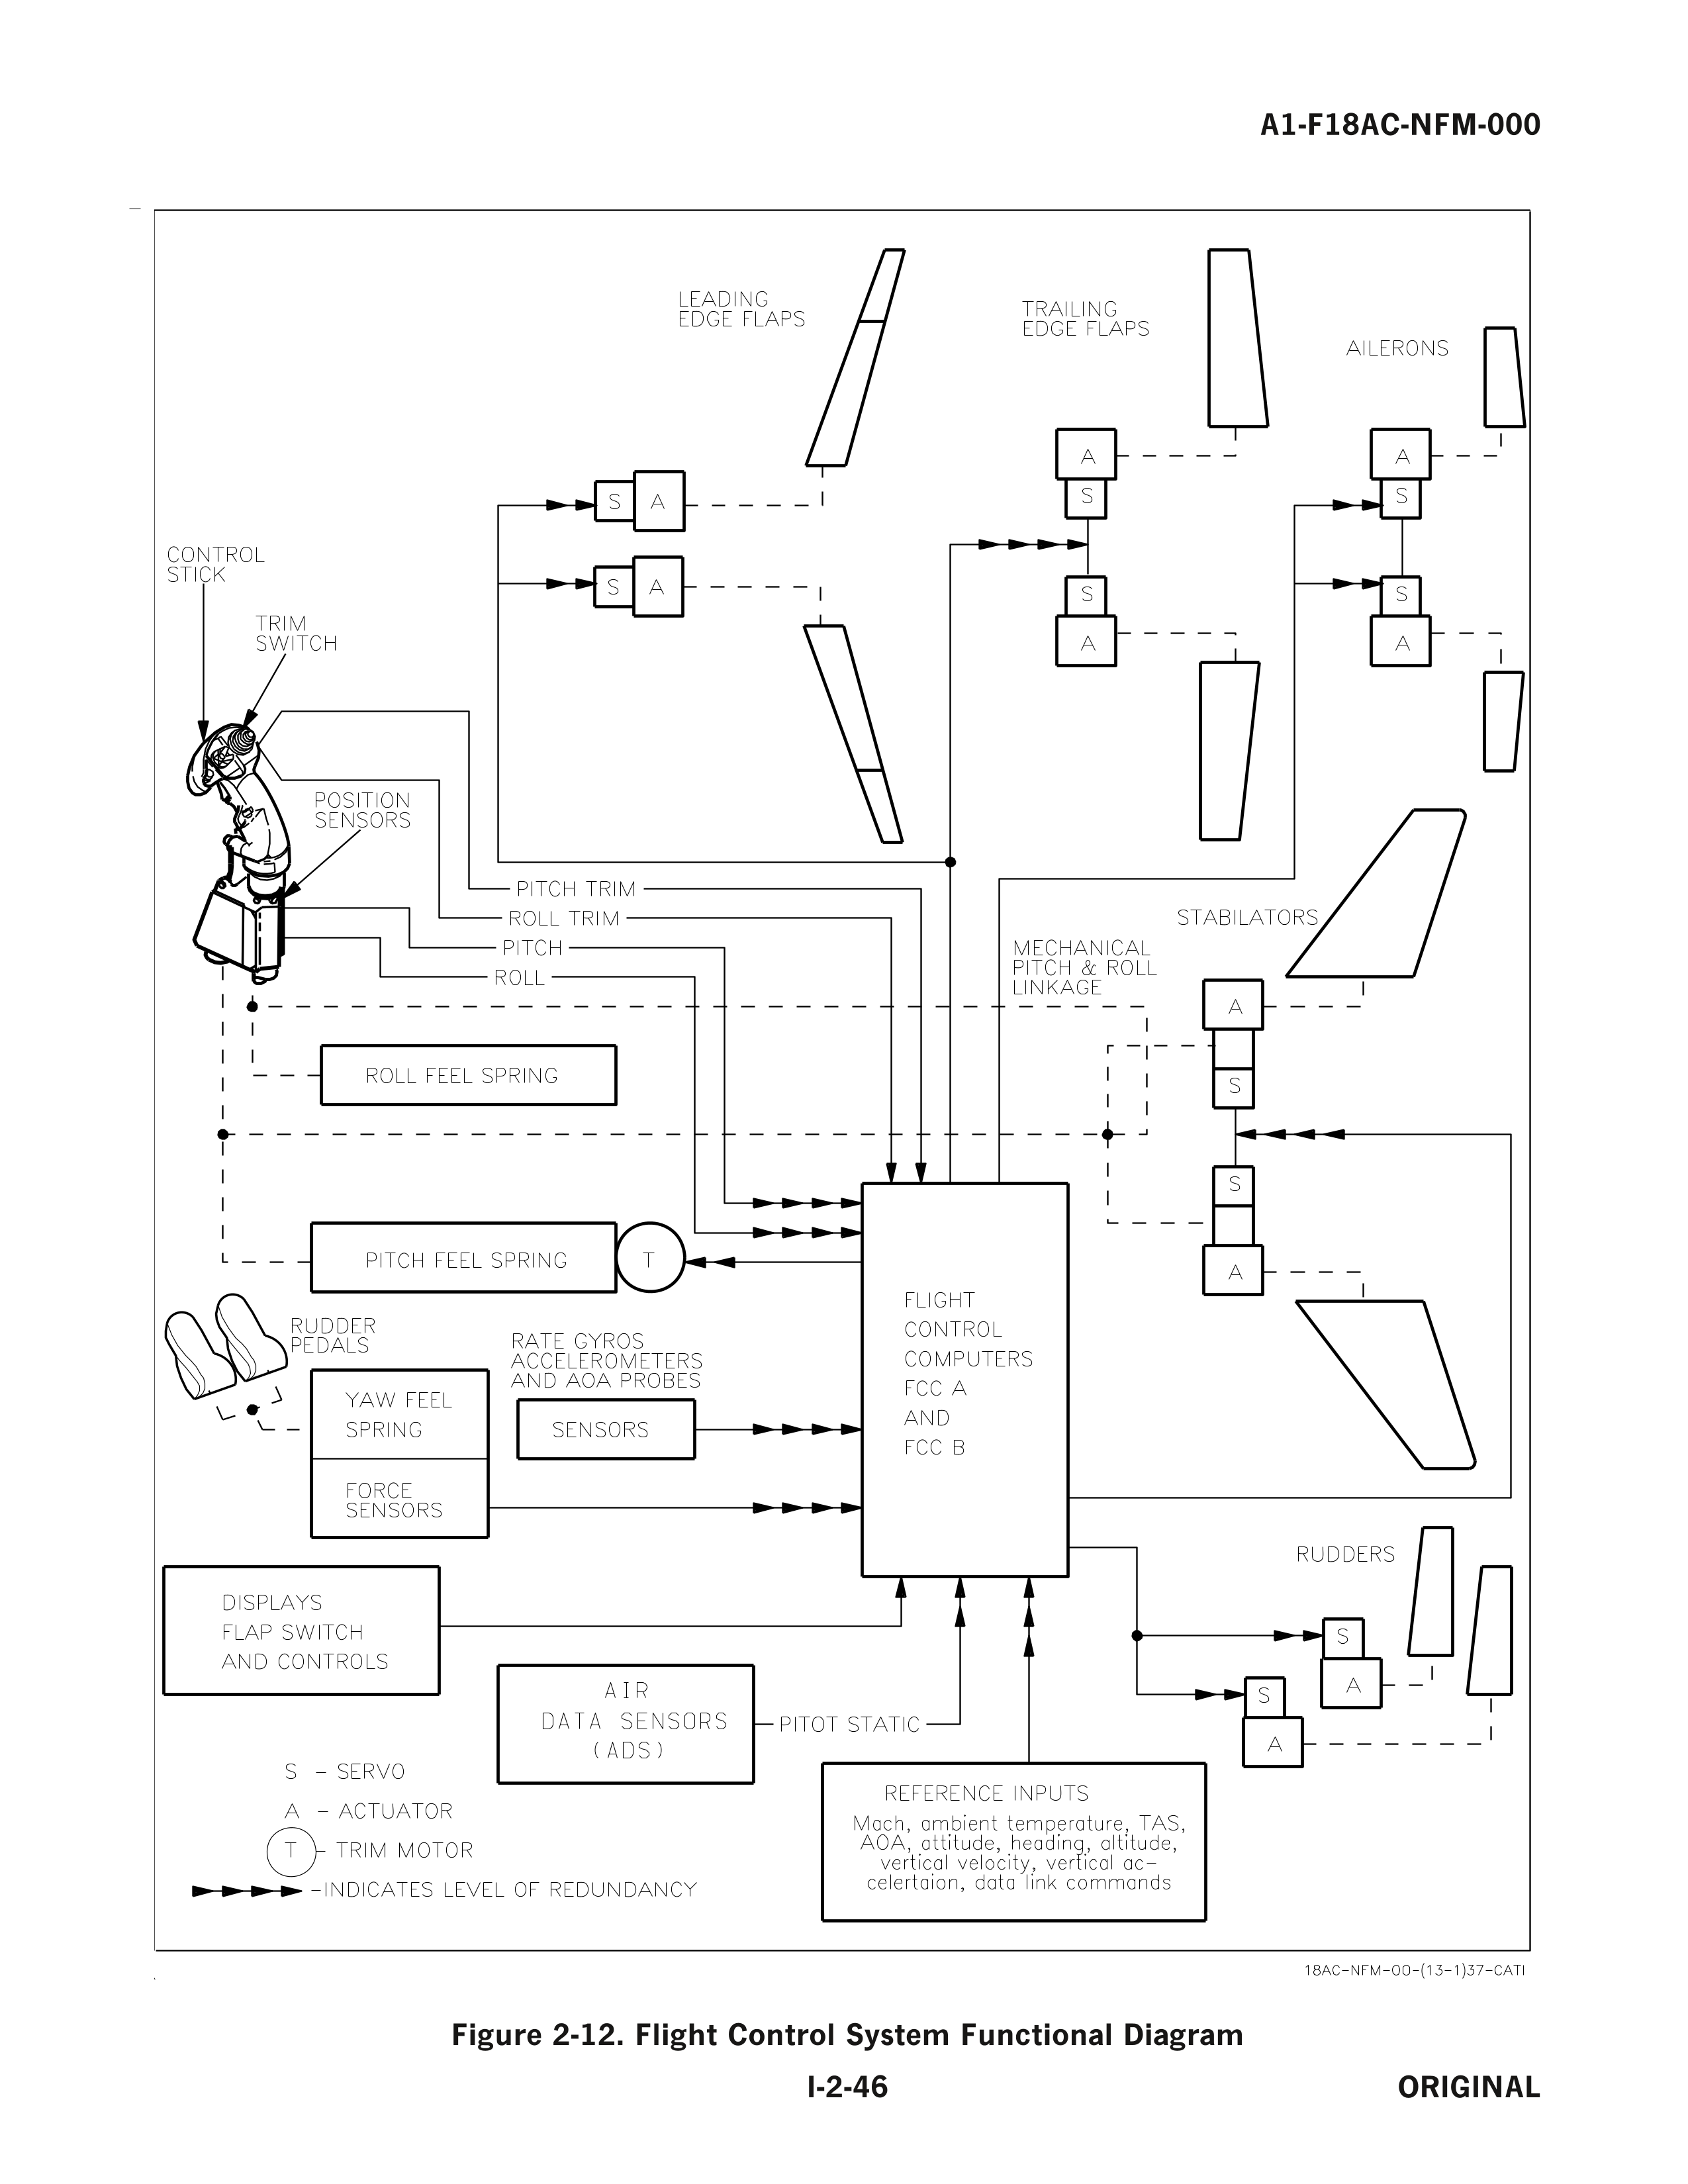 A1-F18AC-NFM-000
LEADING
EDGE FLAPS
TRAILING
EDGE FLAPS
AILERONS
A
A
S
S
S A
S A
S
S
A
A
CONTROL
STICK
TRIM
SWITCH
POSITION
SENSORS
PITCH TRIM
ROLL TRIM
PITCH
ROLL
STABILATORS
MECHANICAL
PITCH & ROLL
LINKAGE
A
S
ROLL FEEL SPRING
S
A
PITCH FEEL SPRING
T
RUDDER
PEDALS
YAW FEEL
SPRING
FORCE
SENSORS
RATE GYROS
ACCELEROMETERS
AND AOA PROBES
SENSORS
FLIGHT
CONTROL
COMPUTERS
FCC A
AND
FCC B
RUDDERS
S
A
S
A
DISPLAYS
FLAP SWITCH
AND CONTROLS
AIR
DATA SENSORS
(ADS)
PITOT STATIC
REFERENCE INPUTS
Mach, ambient temperature, TAS,
AOA, attitude, heading, altitude,
vertical velocity, vertical ac-
celertaion, data link commands
S - SERVO
A - ACTUATOR
T - TRIM MOTOR
-INDICATES LEVEL OF REDUNDANCY
18AC-NFM-00-(13-1)37-CATI
Figure 2-12. Flight Control System Functional Diagram
I-2-46
ORIGINAL